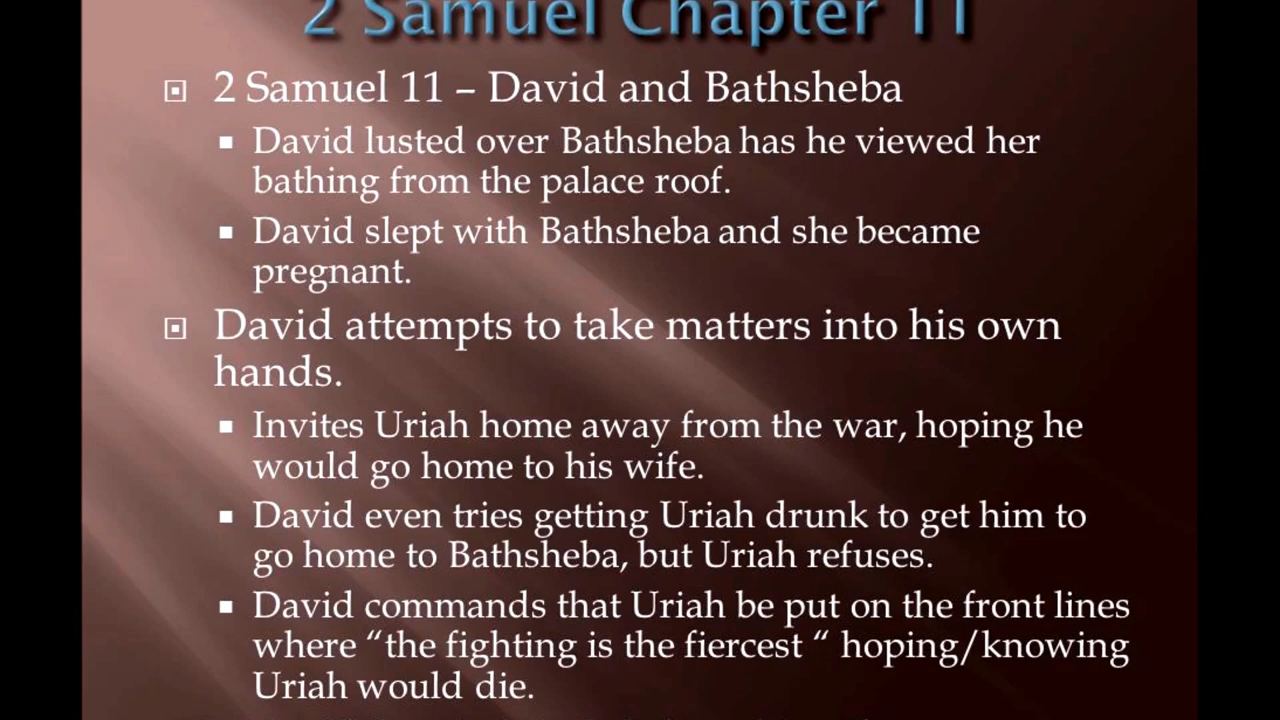 2 Samuel Chapter 11
2 Samuel 11 – David and Bathsheba
David lusted over Bathsheba has he viewed her
bathing from the palace roof.
David slept with Bathsheba and she became
pregnant.
David attempts to take matters into his own
hands.
Invites Uriah home away from the war, hoping he
would go home to his wife.
David even tries getting Uriah drunk to get him to
go home to Bathsheba, but Uriah refuses.
David commands that Uriah be put on the front lines
where “the fighting is the fiercest “ hoping/knowing
Uriah would die.